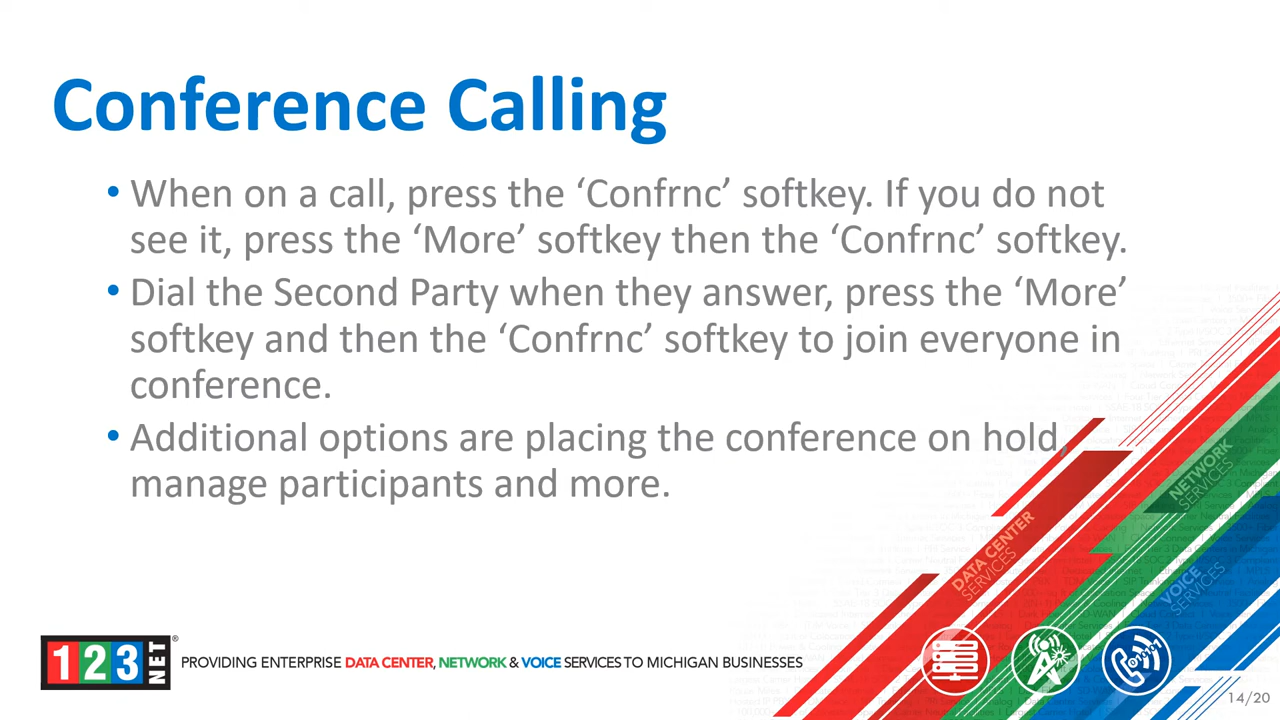 Conference Calling
• When on a call, press the ‘Confrnc’ softkey. If you do not
see it, press the ‘More’ softkey then the ‘Confrnc’ softkey.
• Dial the Second Party when they answer, press the ‘More’
softkey and then the ‘Confrnc’ softkey to join everyone in
conference.
• Additional options are placing the conference on hold,
manage participants and more.
NETWORK
SERVICES
DATA CENTER
SERVICES
VOICE
SERVICES
123 NET®
PROVIDING ENTERPRISE DATA CENTER, NETWORK & VOICE SERVICES TO MICHIGAN BUSINESSES
14/20